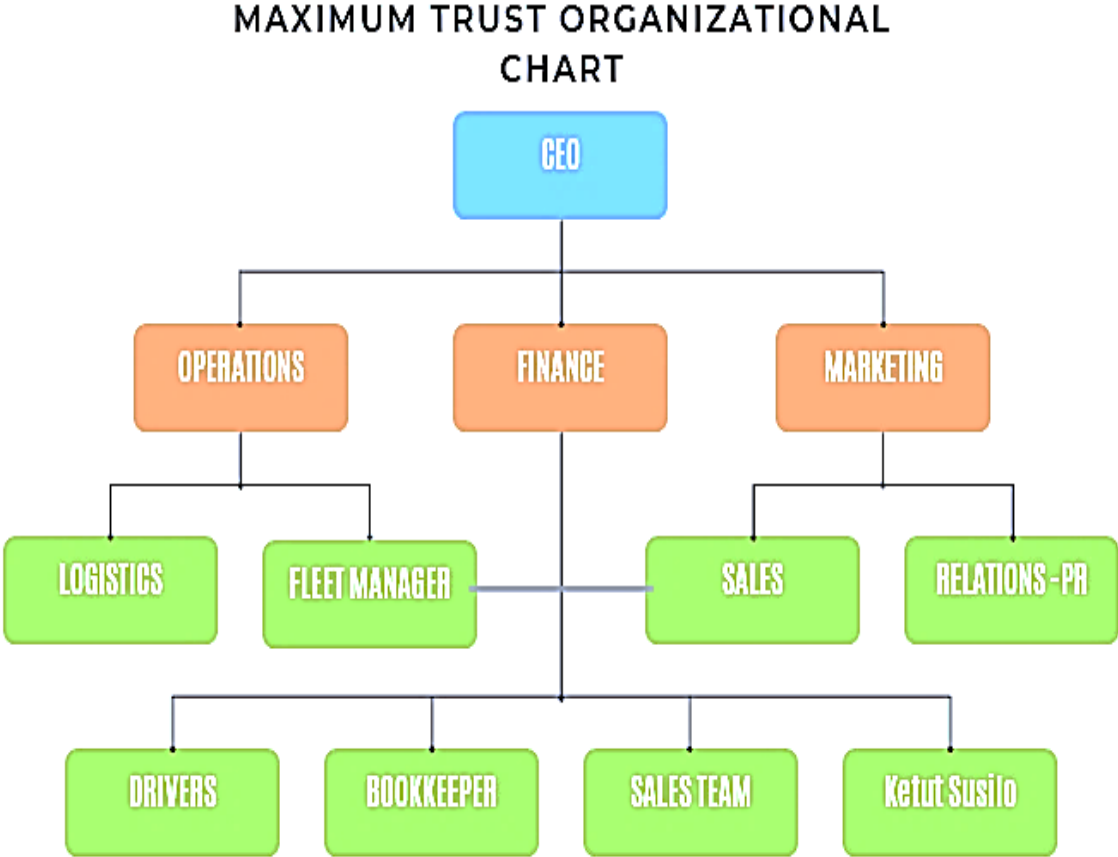 MAXIMUM TRUST ORGANIZATIONAL
CHART
CEO
OPERATIONS
FINANCE
MARKETING
LOGISTICS
FLEET MANAGER
SALES
RELATIONS -PR
DRIVERS
BOOKKEEPER
SALES TEAM
Ketut Susilo